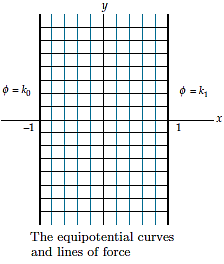 y
ϕ = k₀
ϕ = k₁
x
−1
1
The equipotential curves
and lines of force